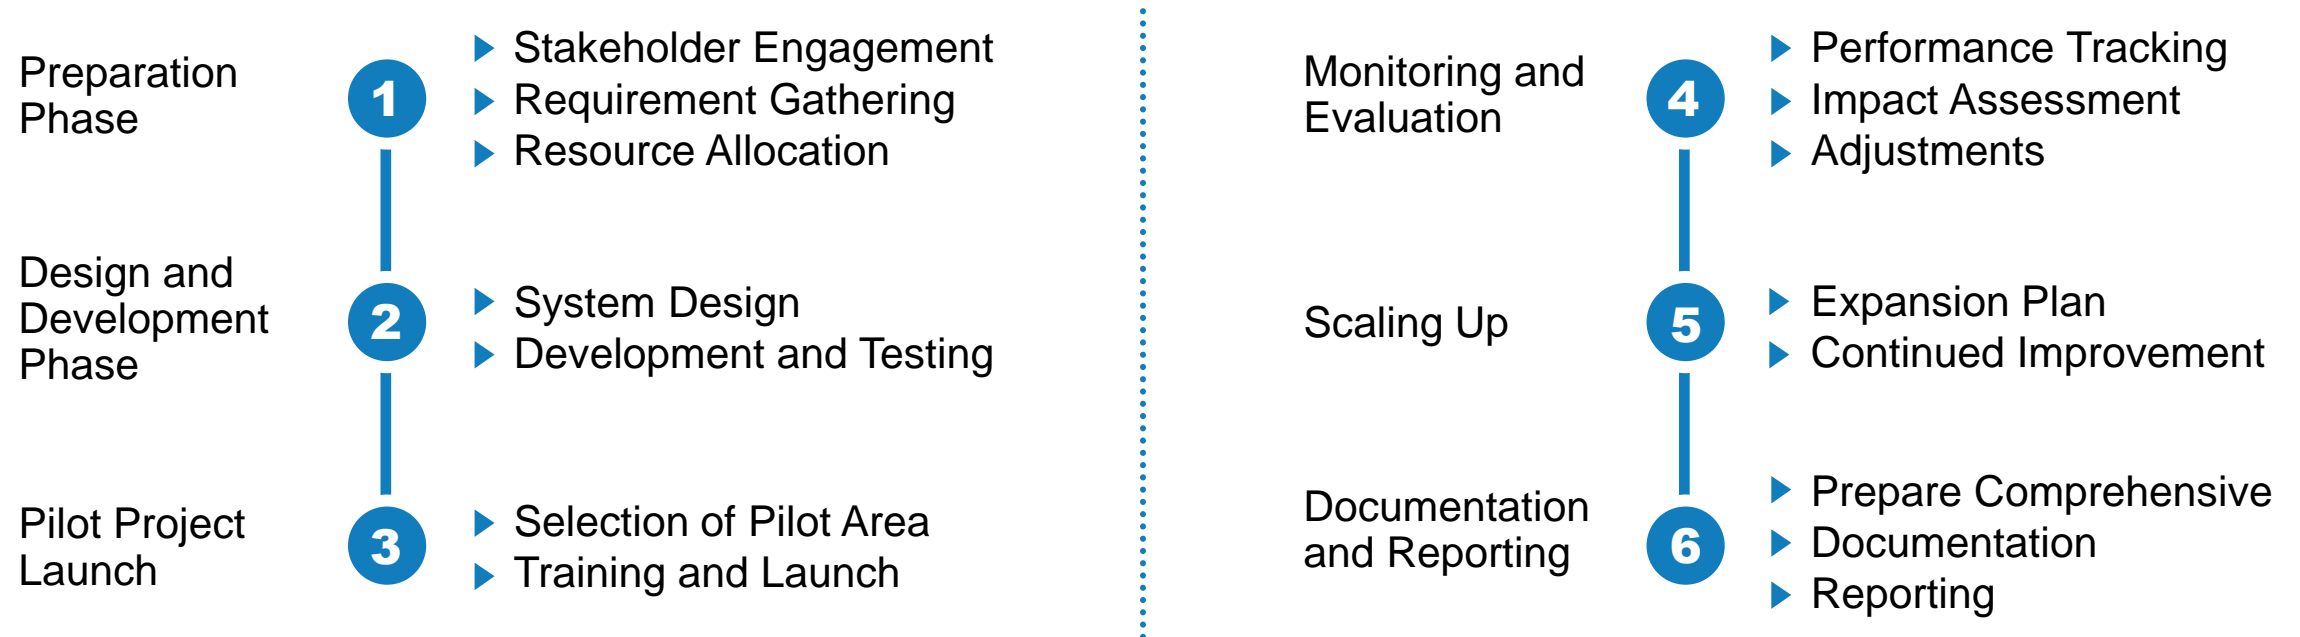 Preparation
Phase
1
Stakeholder Engagement
Requirement Gathering
Resource Allocation
Design and
Development
Phase
2
System Design
Development and Testing
Pilot Project
Launch
3
Selection of Pilot Area
Training and Launch
Monitoring and
Evaluation
4
Performance Tracking
Impact Assessment
Adjustments
Scaling Up
5
Expansion Plan
Continued Improvement
Documentation
and Reporting
6
Prepare Comprehensive
Documentation
Reporting